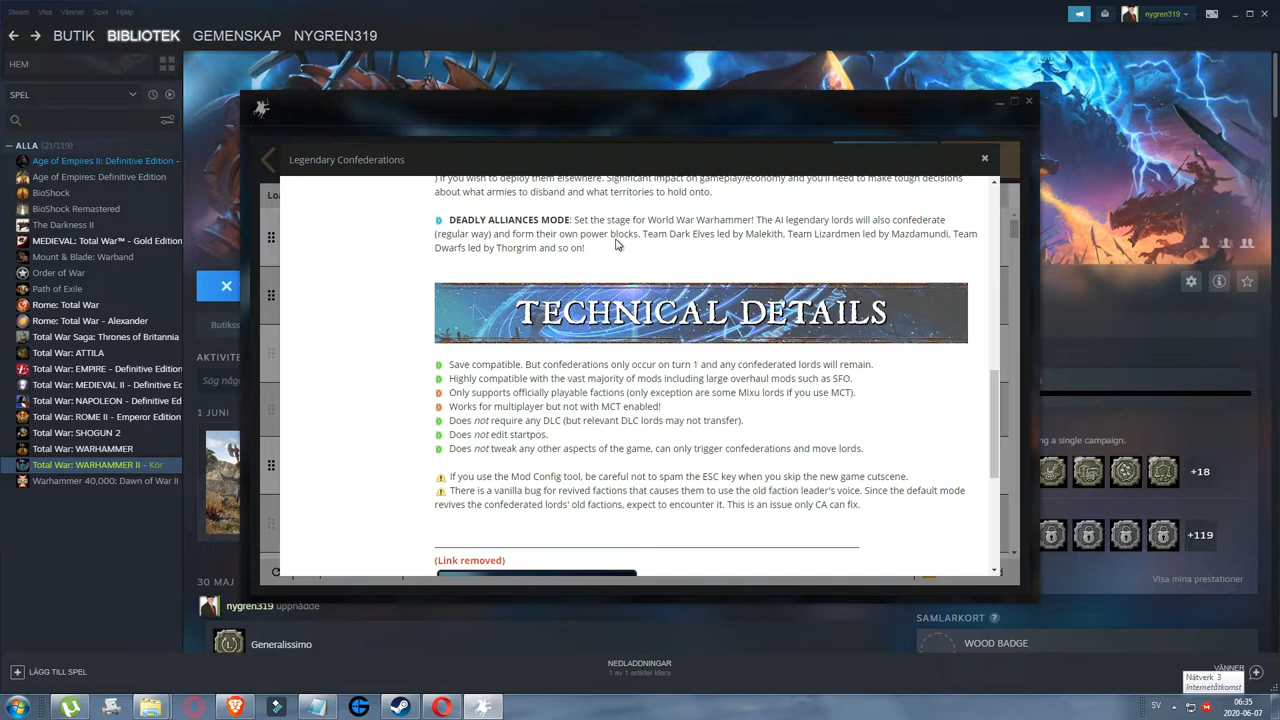 Steam Visa Vänner Spel Hjälp
nygren319
BUTIK BIBLIOTEK GEMENSKAP NYGREN319
HEM
SPEL
ALLA (21/119)
Age of Empires II: Definitive Edition -
Age of Empires: Definitive Edition
BioShock
BioShock Remastered
MEDIEVAL: Total War™ - Gold Edition
Mount & Blade: Warband
Order of War
Path of Exile
Rome: Total War
Rome: Total War - Alexander
Total War Saga: Thrones of Britannia
Total War: ATTILA
Total War: EMPIRE - Definitive Edition
Total War: MEDIEVAL II - Definitive Ed
Total War: NAPOLEON - Definitive Ed
Total War: ROME II - Emperor Edition
Total War: SHOGUN 2
Total War: WARHAMMER
Total War: WARHAMMER II - Kör
Warhammer 40,000: Dawn of War II
Butikss
AKTIVITE
Säg någo
1 JUNI
30 MAJ
nygren319 uppnådde
Generalissimo
Loa
Legendary Confederations
) If you wish to deploy them elsewhere. Significant impact on gameplay/economy and you'll need to make tough decisions
about what armies to disband and what territories to hold onto.
DEADLY ALLIANCES MODE: Set the stage for World War Warhammer! The AI legendary lords will also confederate
(regular way) and form their own power blocks. Team Dark Elves led by Malekith, Team Lizardmen led by Mazdamundi, Team
Dwarfs led by Thorgrim and so on!
TECHNICAL DETAILS
Save compatible. But confederations only occur on turn 1 and any confederated lords will remain.
Highly compatible with the vast majority of mods including large overhaul mods such as SFO.
Only supports officially playable factions (only exception are some Mixu lords if you use MCT).
Works for multiplayer but not with MCT enabled!
Does not require any DLC (but relevant DLC lords may not transfer).
Does not edit startpos.
Does not tweak any other aspects of the game, can only trigger confederations and move lords.
If you use the Mod Config tool, be careful not to spam the ESC key when you skip the new game cutscene.
There is a vanilla bug for revived factions that causes them to use the old faction leader's voice. Since the default mode
revives the confederated lords' old factions, expect to encounter it. This is an issue only CA can fix.
(Link removed)
ng a single campaign.
+18
+119
Visa mina prestationer
SAMLARKORT ?
WOOD BADGE
LÄGG TILL SPEL
NEDLADDNINGAR
1 av 1 artiklar klara
VÄNNER
Nätverk 3
Internetåtkomst
SV
06:35
2020-06-07